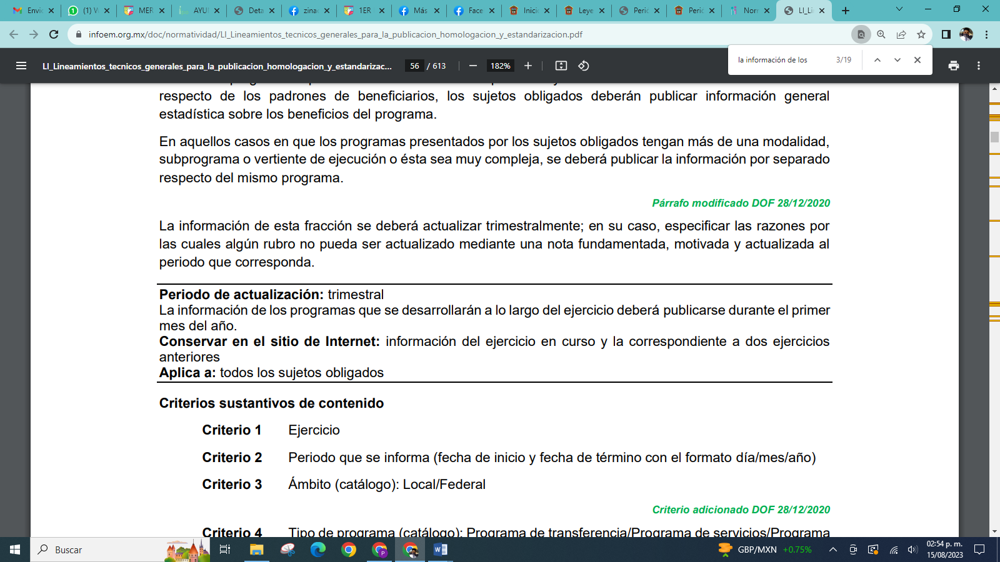 Envic
(1) V
MER
AYUI
Deta
zina
1ER
Más
Face
Inici
Leye
Peric
Peric
Norr
LI_Li
infoem.org.mx/doc/normatividad/LI_Lineamientos_tecnicos_generales_para_la_publicacion_homologacion_y_estandarizacion.pdf
LI_Lineamientos_tecnicos_generales_para_la_publicacion_homologacion_y_estandarizac...
56 / 613
182%
la información de los
3/19
respecto de los padrones de beneficiarios, los sujetos obligados deberán publicar información general
estadística sobre los beneficios del programa.
En aquellos casos en que los programas presentados por los sujetos obligados tengan más de una modalidad,
subprograma o vertiente de ejecución o ésta sea muy compleja, se deberá publicar la información por separado
respecto del mismo programa.
Párrafo modificado DOF 28/12/2020
La información de esta fracción se deberá actualizar trimestralmente; en su caso, especificar las razones por
las cuales algún rubro no pueda ser actualizado mediante una nota fundamentada, motivada y actualizada al
periodo que corresponda.
Periodo de actualización: trimestral
La información de los programas que se desarrollarán a lo largo del ejercicio deberá publicarse durante el primer
mes del año.
Conservar en el sitio de Internet: información del ejercicio en curso y la correspondiente a dos ejercicios
anteriores
Aplica a: todos los sujetos obligados
Criterios sustantivos de contenido
Criterio 1 Ejercicio
Criterio 2 Periodo que se informa (fecha de inicio y fecha de término con el formato día/mes/año)
Criterio 3 Ámbito (catálogo): Local/Federal
Criterio adicionado DOF 28/12/2020
Criterio 4 Tipo de programa (catálogo): Programa de transferencia/Programa de servicios/Programa
Buscar
GBP/MXN +0.75%
02:54 p. m.
15/08/2023